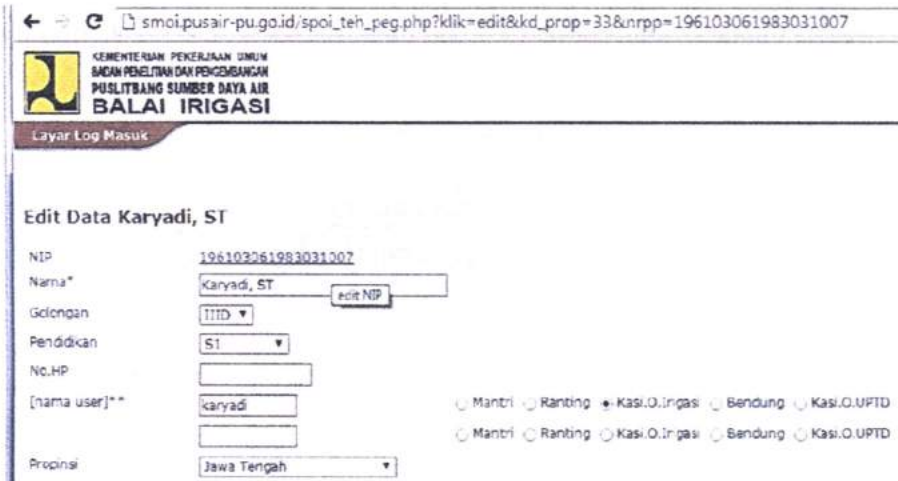 smoi.pusair-pu.go.id/spoi_teh_peg.php?klik=edit&kd_prop=33&nrpp=196103061983031007
KEMENTERIAN PEKERJAAN UMUM
BADAN PENELITIAN DAN PENGEMBANGAN
PUSLITBANG SUMBER DAYA AIR
BALAI IRIGASI
Layar Log Masuk
Edit Data Karyadi, ST
NIP 196103061983031007
Nama* Karyadi, ST
edit NIP
Golongan IIID
Pendidikan S1
No.HP
[nama user]** karyadi Mantri Ranting Kasi.O.Irigasi Bendung Kasi.O.UPTD
Mantri Ranting Kasi.O.Irigasi Bendung Kasi.O.UPTD
Propinsi Jawa Tengah